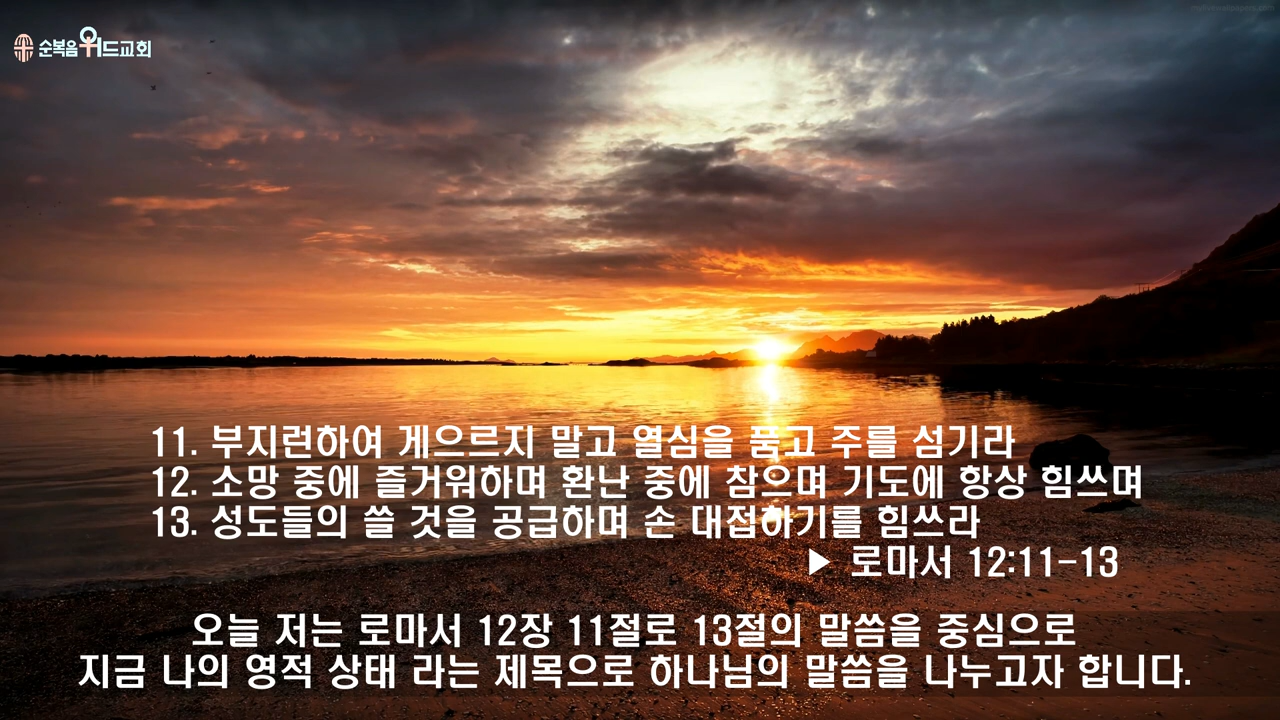 순복음위드교회
11. 부지런하여 게으르지 말고 열심을 품고 주를 섬기라
12. 소망 중에 즐거워하며 환난 중에 참으며 기도에 항상 힘쓰며
13. 성도들의 쓸 것을 공급하며 손 대접하기를 힘쓰라
▶ 로마서 12:11-13
오늘 저는 로마서 12장 11절로 13절의 말씀을 중심으로
지금 나의 영적 상태 라는 제목으로 하나님의 말씀을 나누고자 합니다.